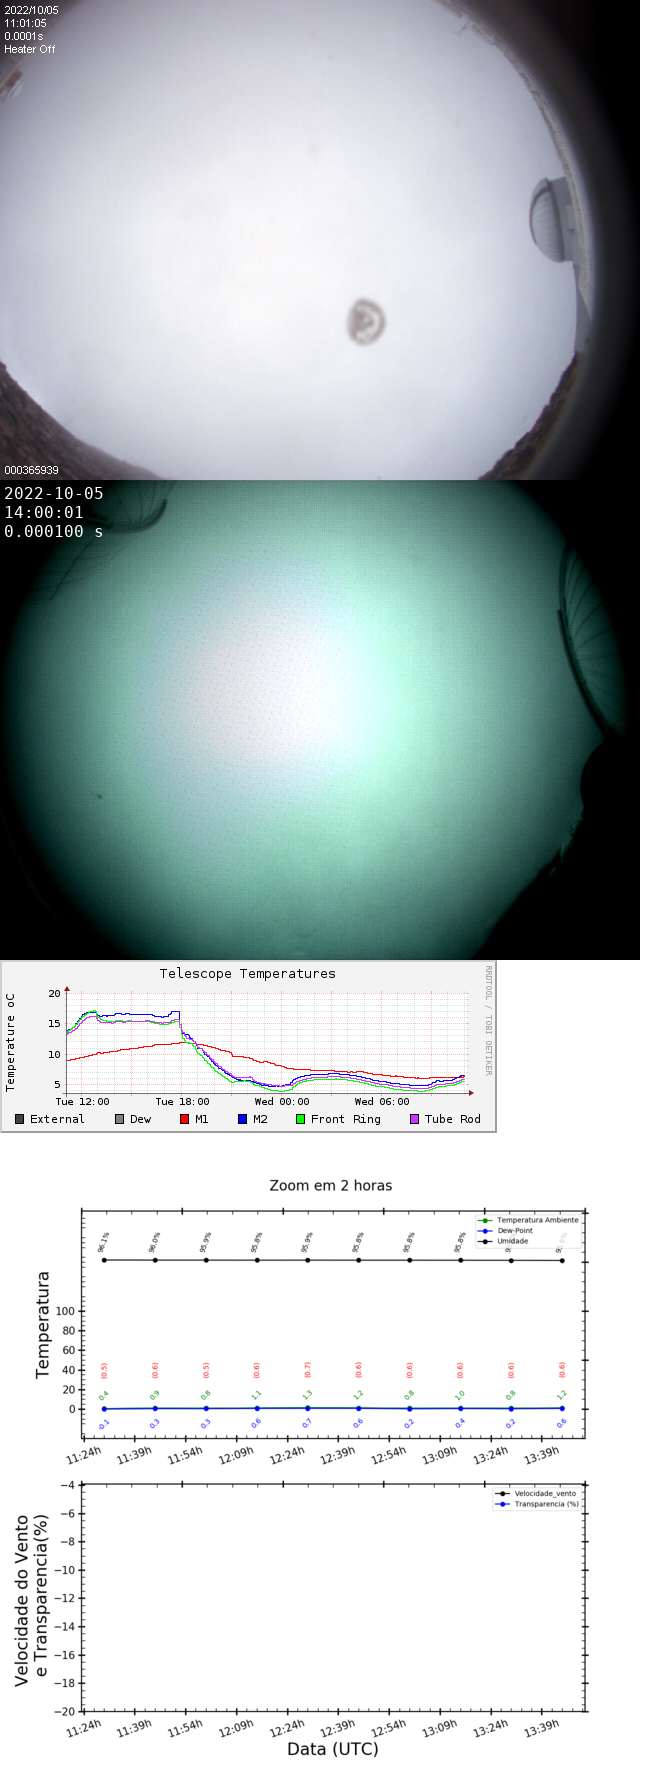 2022/10/05
11:01:05
0.0001s
Heater Off
000365939
2022-10-05
14:00:01
0.000100 s
Telescope Temperatures
RRDTOOL / TOBI OETIKER
Temperature oC
20
15
10
5
Tue 12:00 Tue 18:00 Wed 00:00 Wed 06:00
External Dew M1 M2 Front Ring Tube Rod
Zoom em 2 horas
Temperatura Ambiente
Dew-Point
Umidade
96.1% 96.0% 95.9% 95.8% 95.9% 95.8% 95.8% 95.8%
Temperatura
100
80
60
40
20
0
(0.5) (0.6) (0.5) (0.6) (0.7) (0.6) (0.6) (0.6) (0.6) (0.6)
0.4 0.9 0.8 1.1 1.3 1.2 0.8 1.0 0.8 1.2
-0.1 0.3 0.3 0.6 0.7 0.6 0.2 0.4 0.2 0.6
11:24h 11:39h 11:54h 12:09h 12:24h 12:39h 12:54h 13:09h 13:24h 13:39h
Velocidade_vento
Transparencia (%)
Velocidade do Vento
e Transparencia(%)
−4
−6
−8
−10
−12
−14
−16
−18
−20
11:24h 11:39h 11:54h 12:09h 12:24h 12:39h 12:54h 13:09h 13:24h 13:39h
Data (UTC)